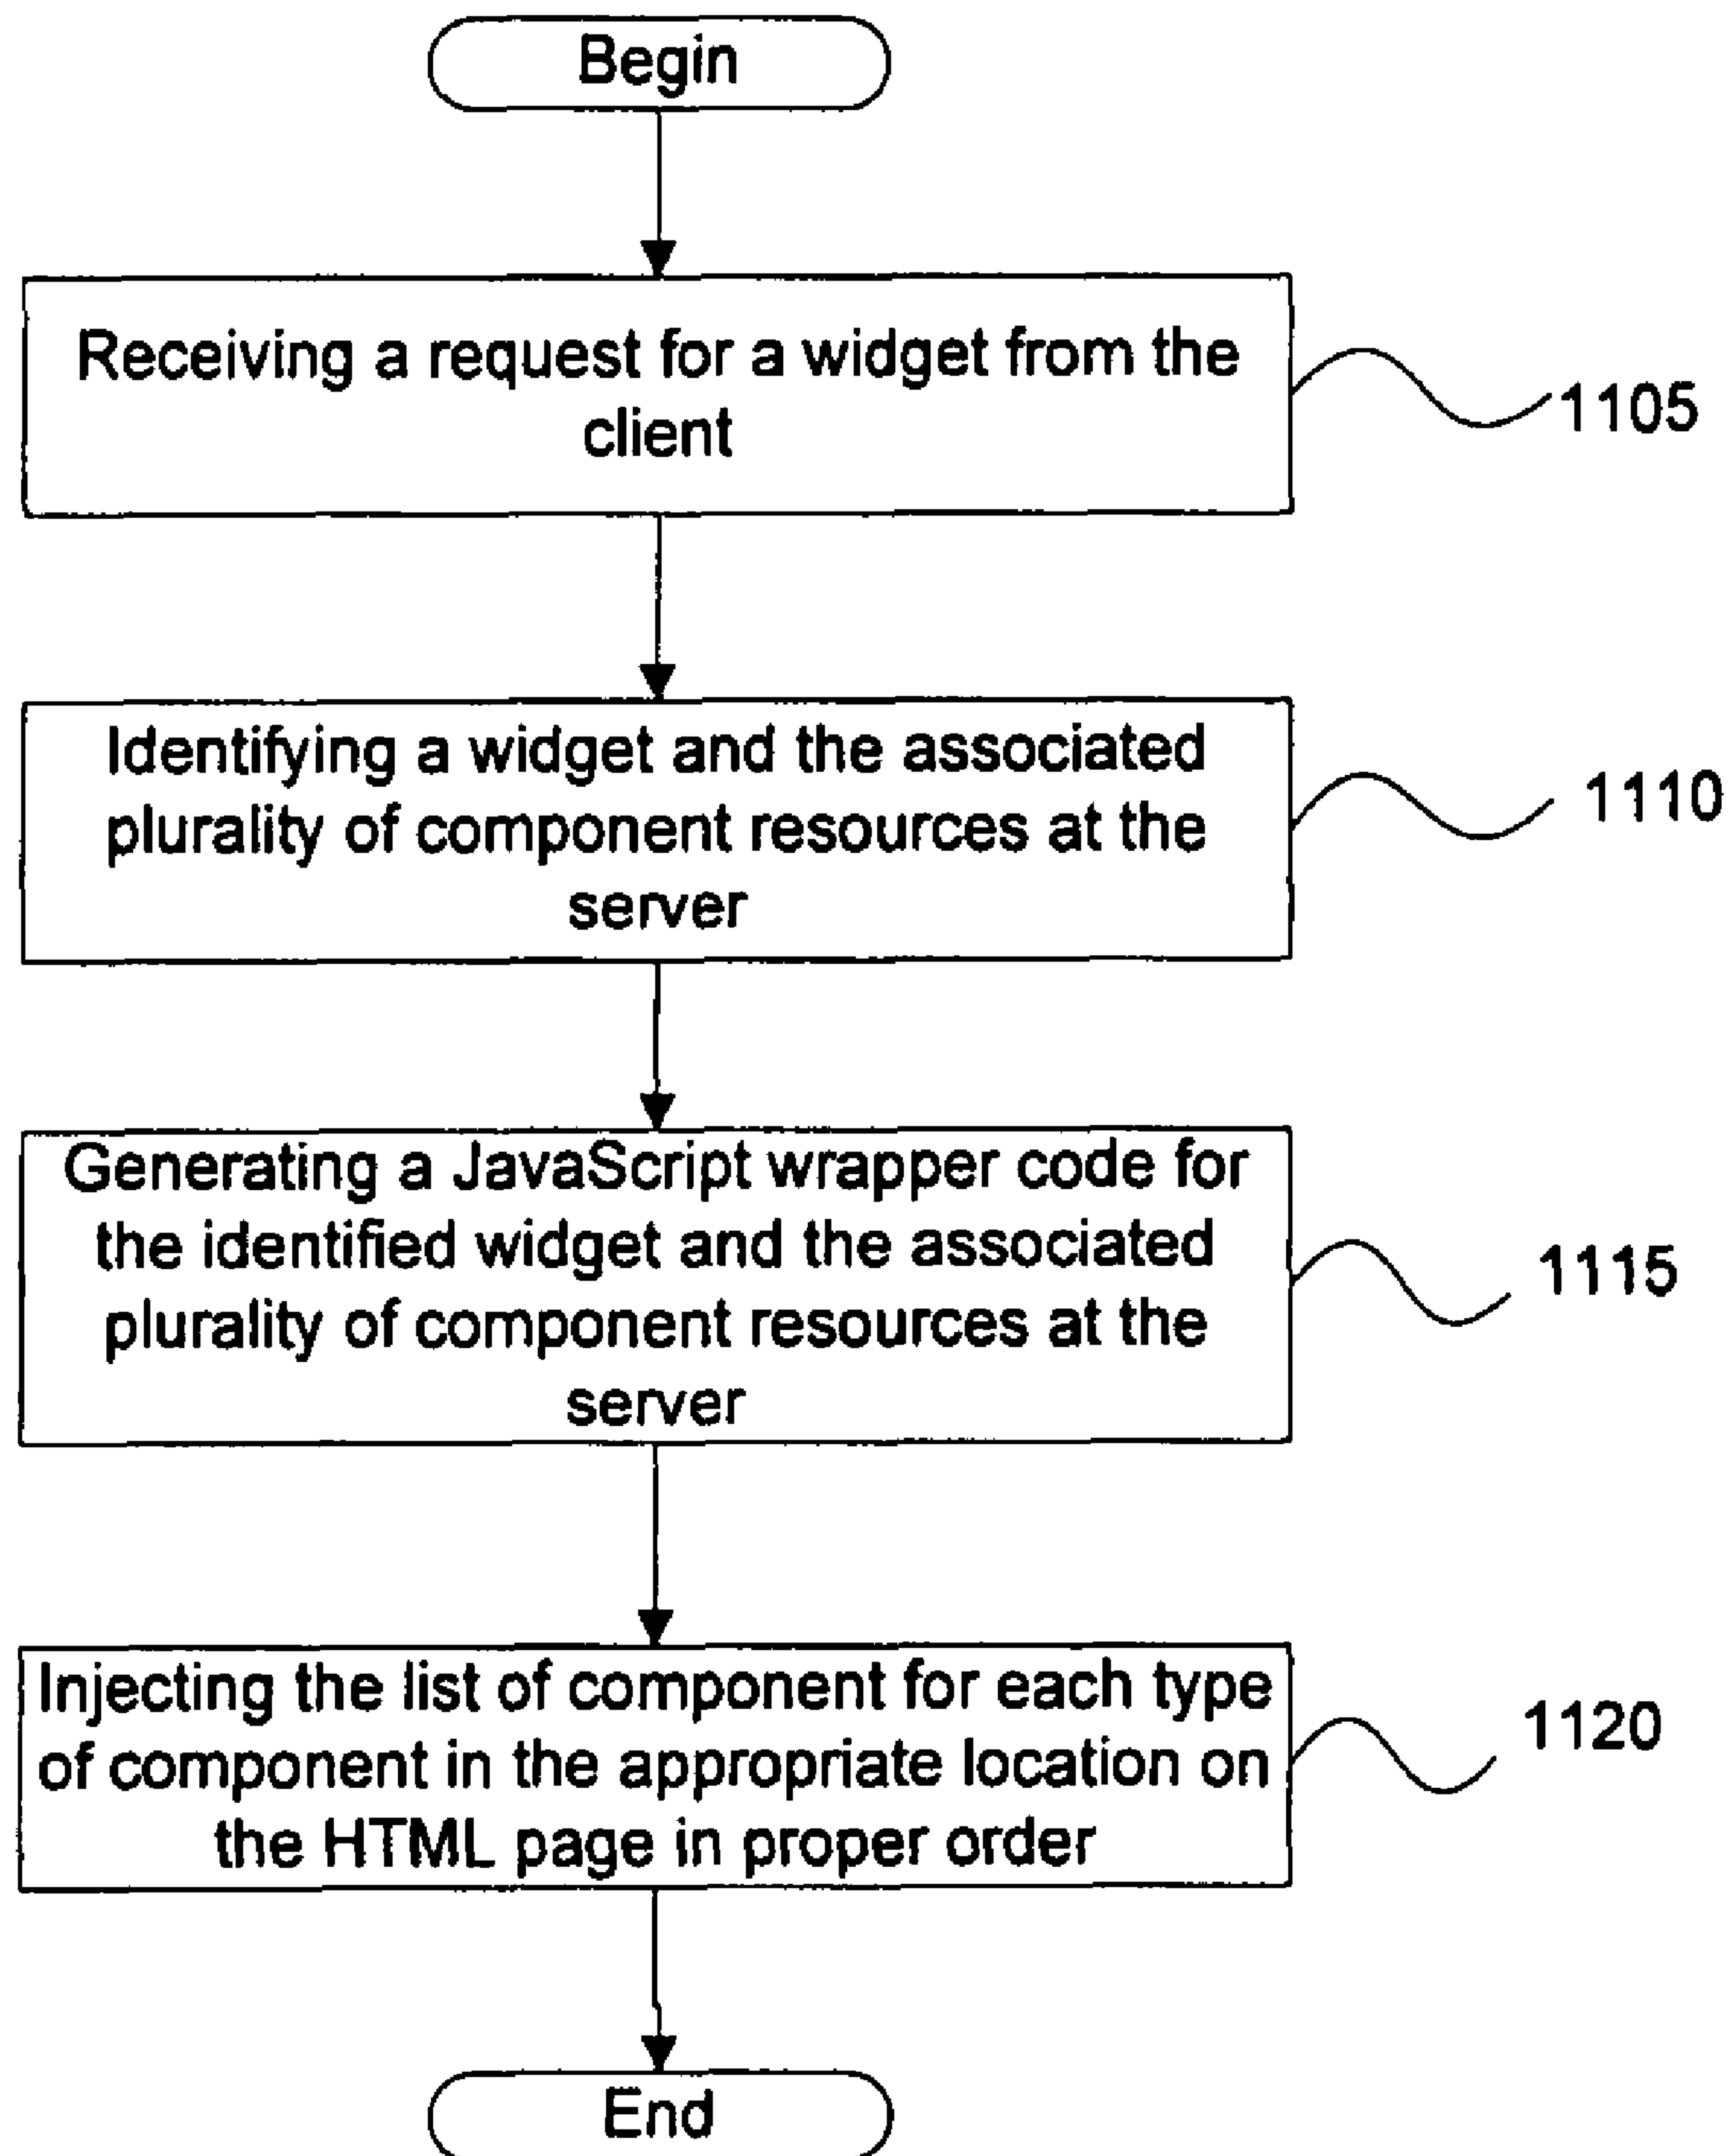 Begin
Receiving a request for a widget from the
client
1105
Identifying a widget and the associated
plurality of component resources at the
server
1110
Generating a JavaScript wrapper code for
the identified widget and the associated
plurality of component resources at the
server
1115
Injecting the list of component for each type
of component in the appropriate location on
the HTML page in proper order
1120
End